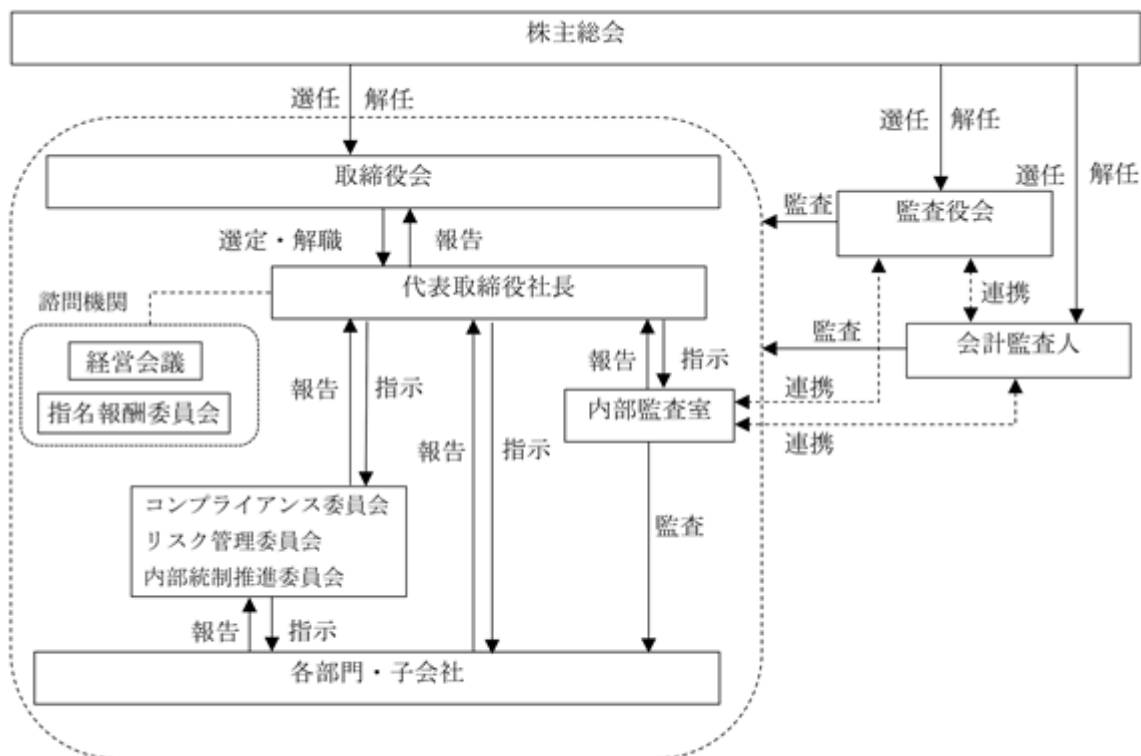 株主総会
選任
解任
選任
解任
選任
解任
取締役会
監査役会
監査
選定・解職
報告
連携
代表取締役社長
諮問機関
監査
会計監査人
経営会議
報告
指示
報告
指示
連携
指名報酬委員会
内部監査室
報告
指示
連携
コンプライアンス委員会
リスク管理委員会
内部統制推進委員会
監査
報告
指示
各部門・子会社